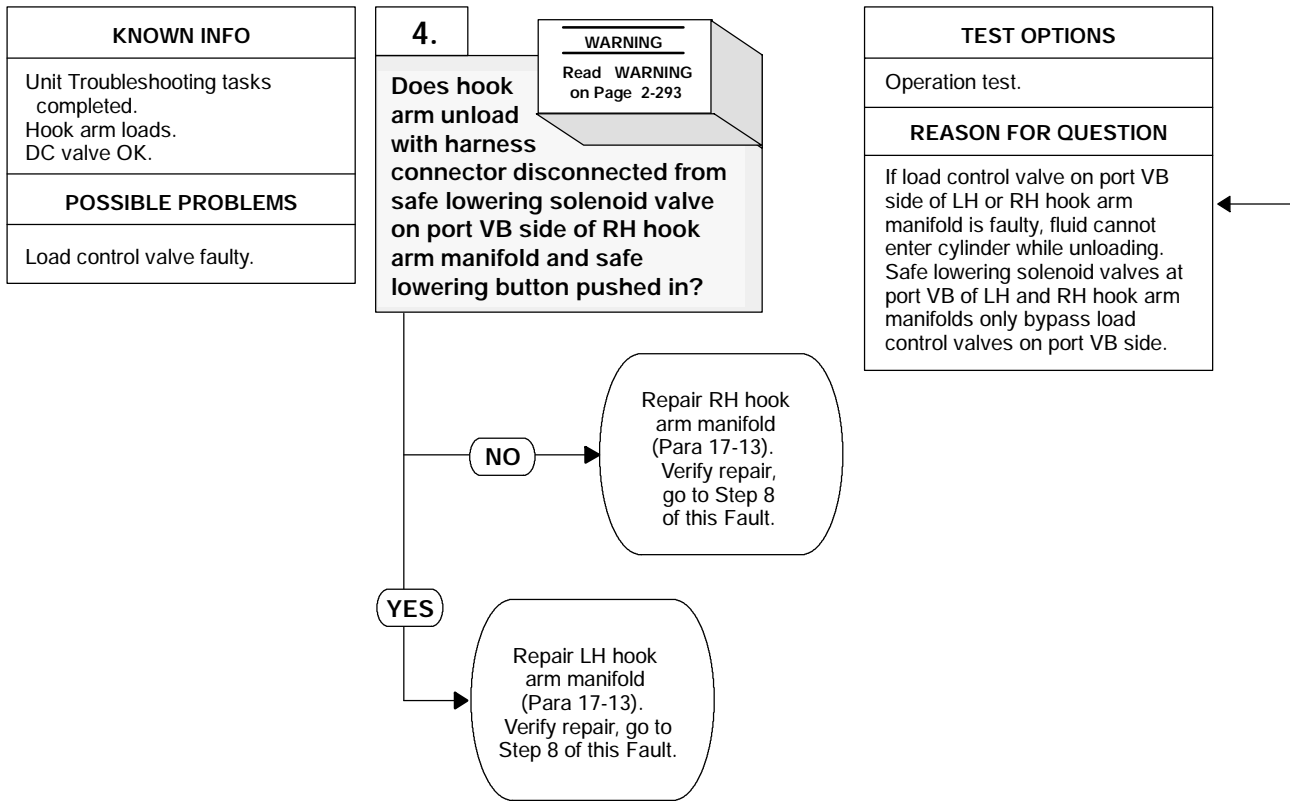 KNOWN INFO
Unit Troubleshooting tasks
completed.
Hook arm loads.
DC valve OK.
POSSIBLE PROBLEMS
Load control valve faulty.
4.
WARNING
Read WARNING
on Page 2-293
Does hook
arm unload
with harness
connector disconnected from
safe lowering solenoid valve
on port VB side of RH hook
arm manifold and safe
lowering button pushed in?
TEST OPTIONS
Operation test.
REASON FOR QUESTION
If load control valve on port VB
side of LH or RH hook arm
manifold is faulty, fluid cannot
enter cylinder while unloading.
Safe lowering solenoid valves at
port VB of LH and RH hook arm
manifolds only bypass load
control valves on port VB side.
NO
Repair RH hook
arm manifold
(Para 17-13).
Verify repair,
go to Step 8
of this Fault.
YES
Repair LH hook
arm manifold
(Para 17-13).
Verify repair, go to
Step 8 of this Fault.